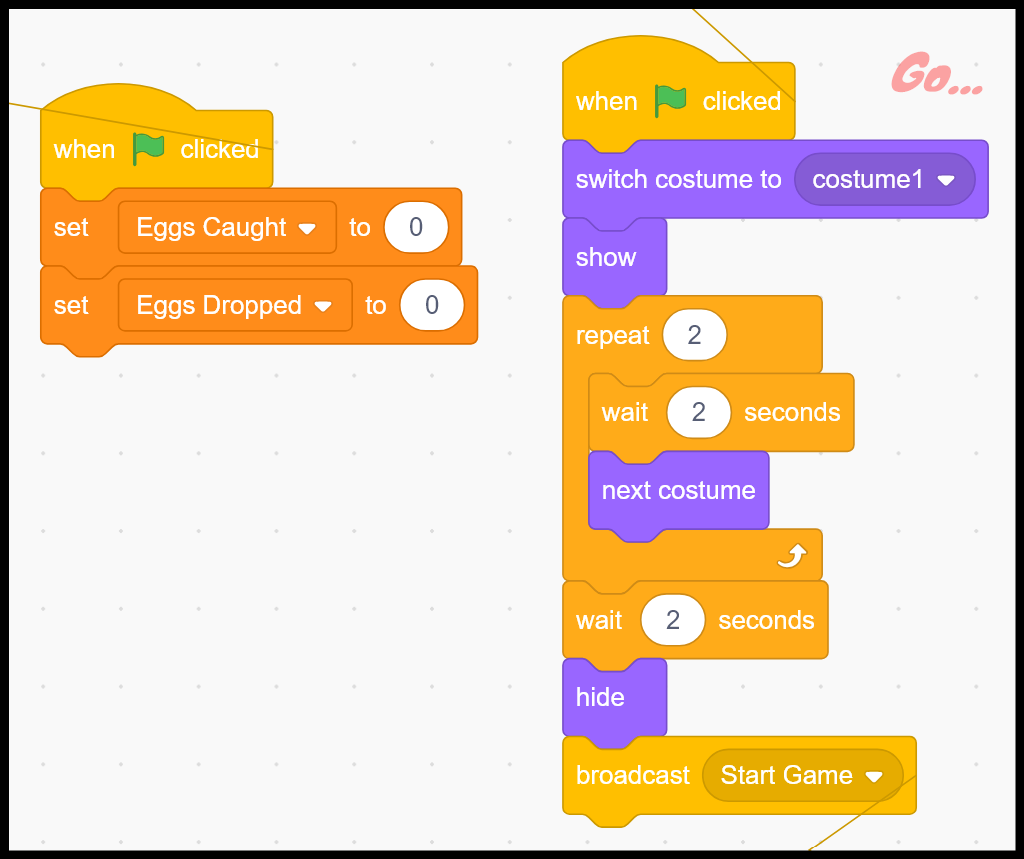 when clicked
set Eggs Caught to 0
set Eggs Dropped to 0
Go...
when clicked
switch costume to costume1
show
repeat 2
wait 2 seconds
next costume
wait 2 seconds
hide
broadcast Start Game